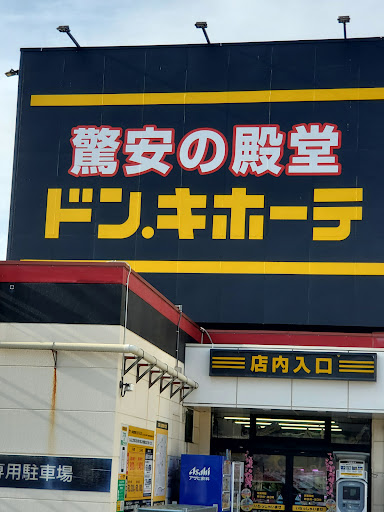 驚安の殿堂
ドン.キホーテ
店内入口
専用駐車場
Asahi
アサヒ飲料